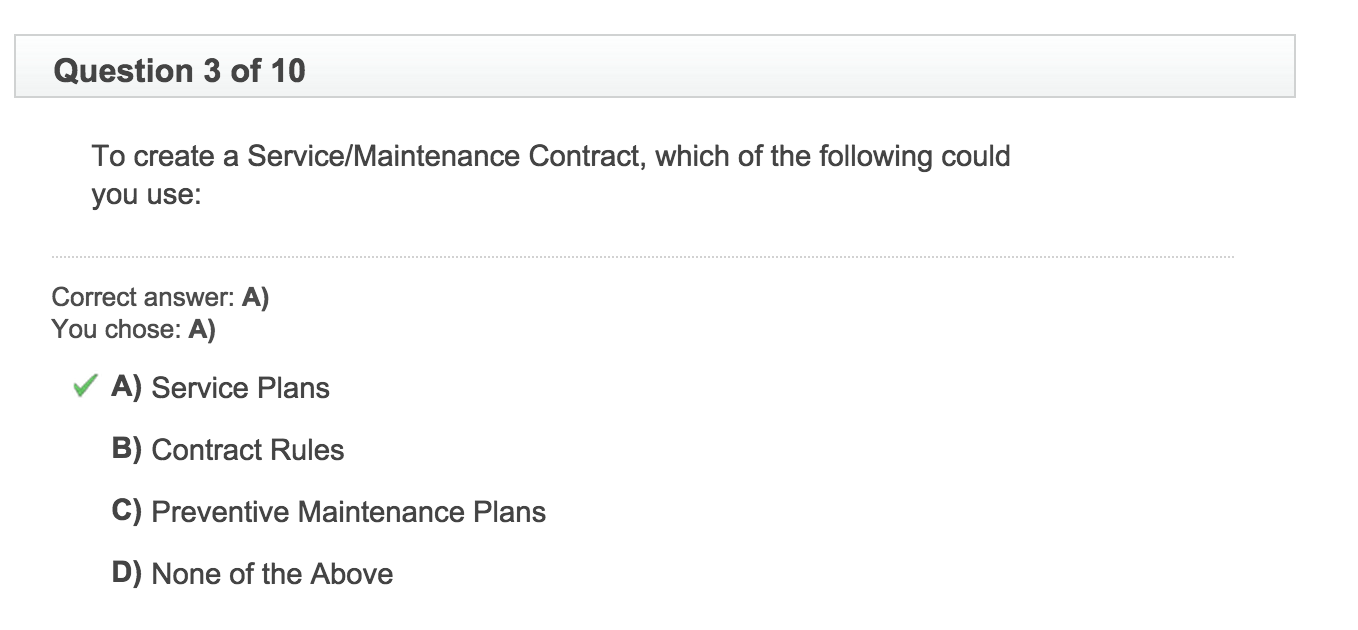 Question 3 of 10
To create a Service/Maintenance Contract, which of the following could
you use:
Correct answer: A)
You chose: A)
A) Service Plans
B) Contract Rules
C) Preventive Maintenance Plans
D) None of the Above